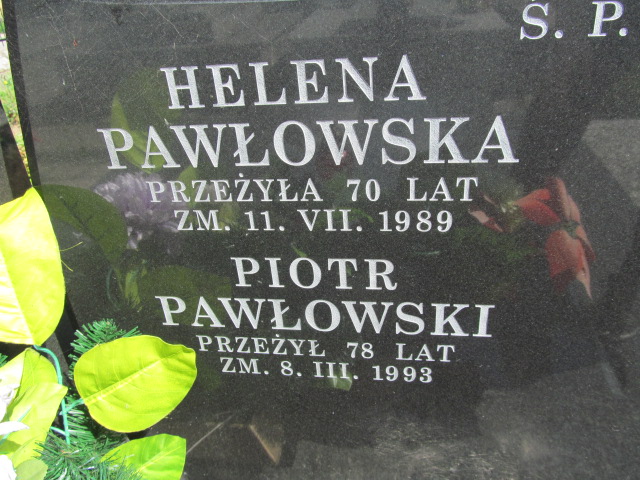 Ś. P.
HELENA
PAWŁOWSKA
PRZEŻYŁA 70 LAT
ZM. 11. VII. 1989
PIOTR
PAWŁOWSKI
PRZEŻYŁ 78 LAT
ZM. 8. III. 1993